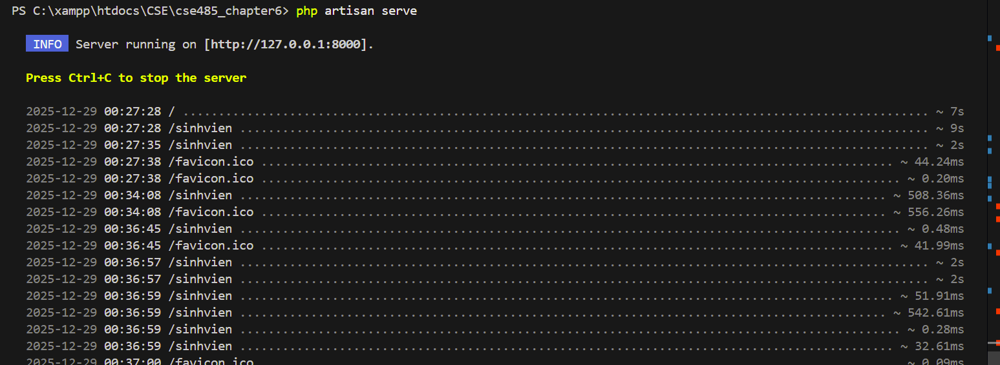 PS C:\xampp\htdocs\CSE\cse485_chapter6> php artisan serve
INFO Server running on [http://127.0.0.1:8000].
Press Ctrl+C to stop the server
2025-12-29 00:27:28 / ........................................ ~ 7s
2025-12-29 00:27:28 /sinhvien ........................................ ~ 9s
2025-12-29 00:27:35 /sinhvien ........................................ ~ 2s
2025-12-29 00:27:38 /favicon.ico ........................................ ~ 44.24ms
2025-12-29 00:27:38 /favicon.ico ........................................ ~ 0.20ms
2025-12-29 00:34:08 /sinhvien ........................................ ~ 508.36ms
2025-12-29 00:34:08 /favicon.ico ........................................ ~ 556.26ms
2025-12-29 00:36:45 /sinhvien ........................................ ~ 0.48ms
2025-12-29 00:36:45 /favicon.ico ........................................ ~ 41.99ms
2025-12-29 00:36:57 /sinhvien ........................................ ~ 2s
2025-12-29 00:36:57 /sinhvien ........................................ ~ 2s
2025-12-29 00:36:59 /sinhvien ........................................ ~ 51.91ms
2025-12-29 00:36:59 /sinhvien ........................................ ~ 542.61ms
2025-12-29 00:36:59 /sinhvien ........................................ ~ 0.28ms
2025-12-29 00:36:59 /sinhvien ........................................ ~ 32.61ms
2025-12-29 00:37:00 /favicon.ico ........................................ ~ 0.09ms